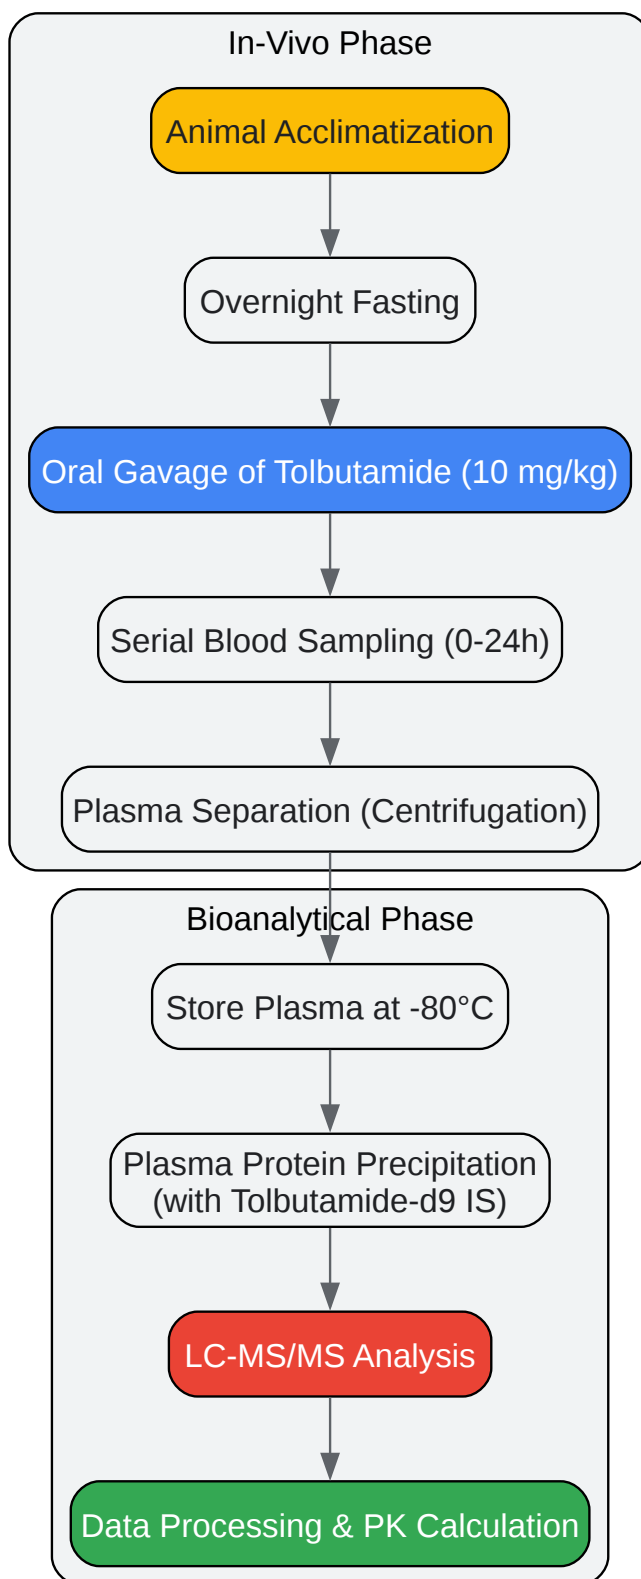 In-Vivo Phase
Animal Acclimatization
Overnight Fasting
Oral Gavage of Tolbutamide (10 mg/kg)
Serial Blood Sampling (0-24h)
Plasma Separation (Centrifugation)
Bioanalytical Phase
Store Plasma at -80°C
Plasma Protein Precipitation
(with Tolbutamide-d9 IS)
LC-MS/MS Analysis
Data Processing & PK Calculation